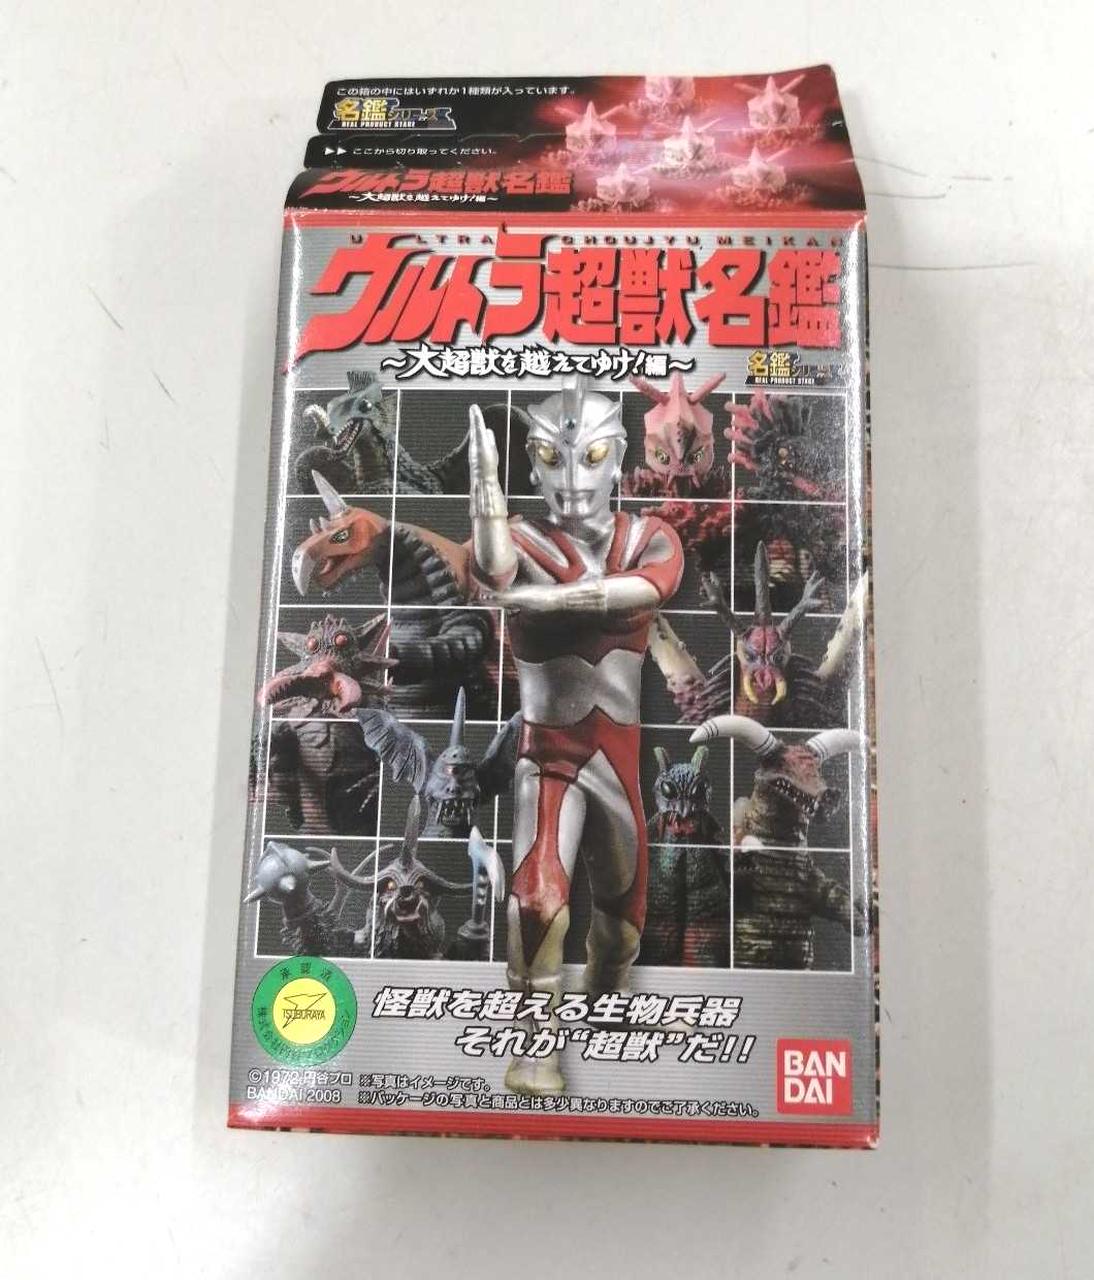 この箱の中にはいずれか1種類が入っています。
名鑑シリーズ
REAL PRODUCT STAGE
▶▶ ここから切り取ってください。
ウルトラ超獣名鑑
～大超獣を越えてゆけ!編～
ULTRA CHOUJYU MEIKAN
ウルトラ超獣名鑑
～大超獣を越えてゆけ!編～
名鑑シリーズ
REAL PRODUCT STAGE
承認済
TSUBURAYA
怪獣を超える生物兵器
それが“超獣”だ!!
©1972 円谷プロ
BANDAI 2008
※写真はイメージです。
※パッケージの写真と商品とは多少異なりますのでご了承ください。
BAN
DAI